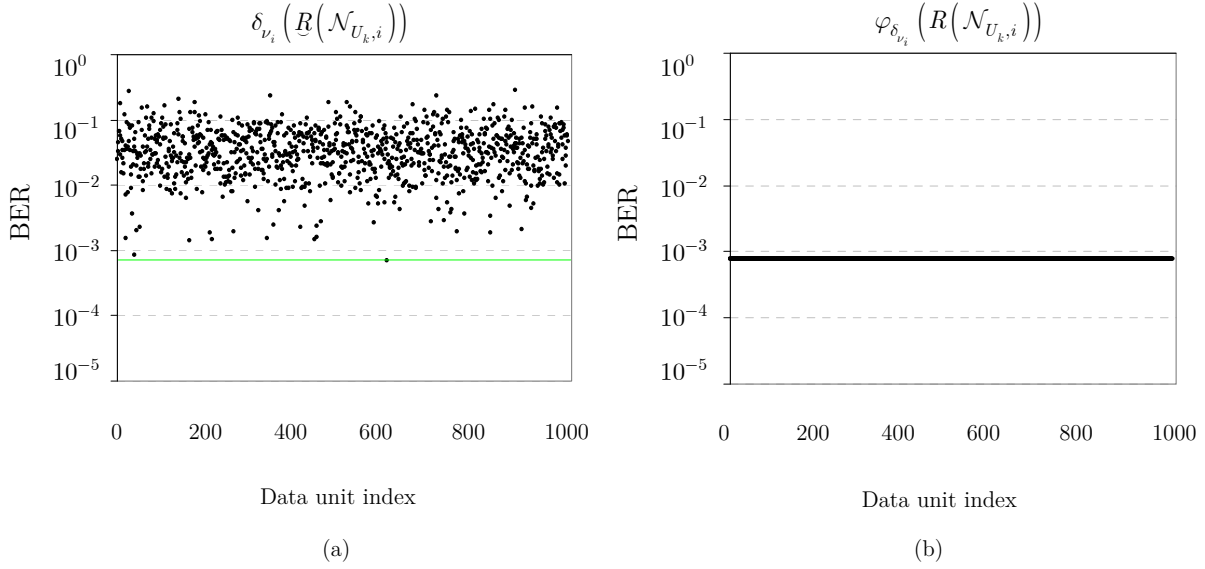 δ_{ν_i} (R̰(𝒩_{U_k,i}))
10^0
10^{−1}
10^{−2}
10^{−3}
10^{−4}
10^{−5}
BER
0 200 400 600 800 1000
Data unit index
(a)
φ_{δ_{ν_i}} (R(𝒩_{U_k,i}))
10^0
10^{−1}
10^{−2}
10^{−3}
10^{−4}
10^{−5}
BER
0 200 400 600 800 1000
Data unit index
(b)